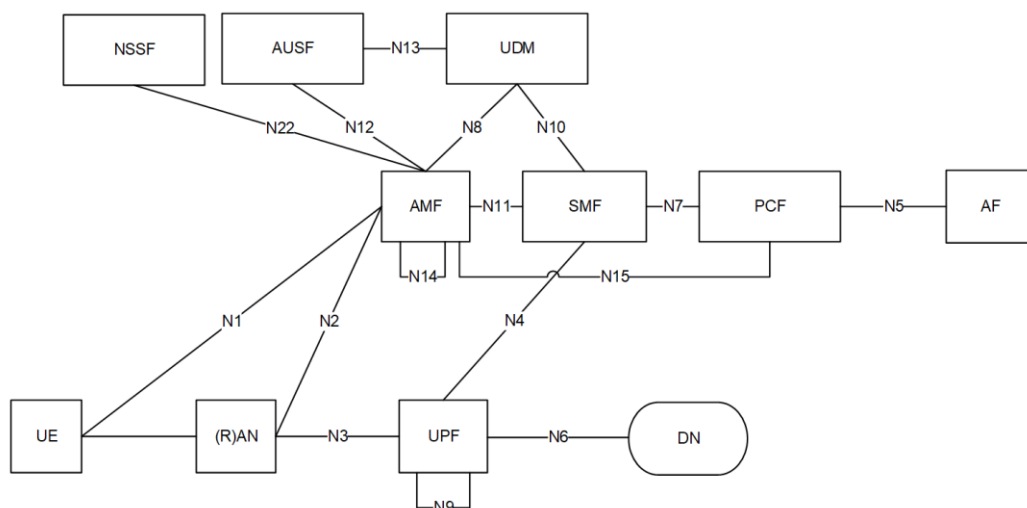 NSSF
AUSF
N13
UDM
N22
N12
N8
N10
AMF
N11
SMF
N7
PCF
N5
AF
N14
N15
N1
N2
N4
UE
(R)AN
N3
UPF
N6
DN
N9